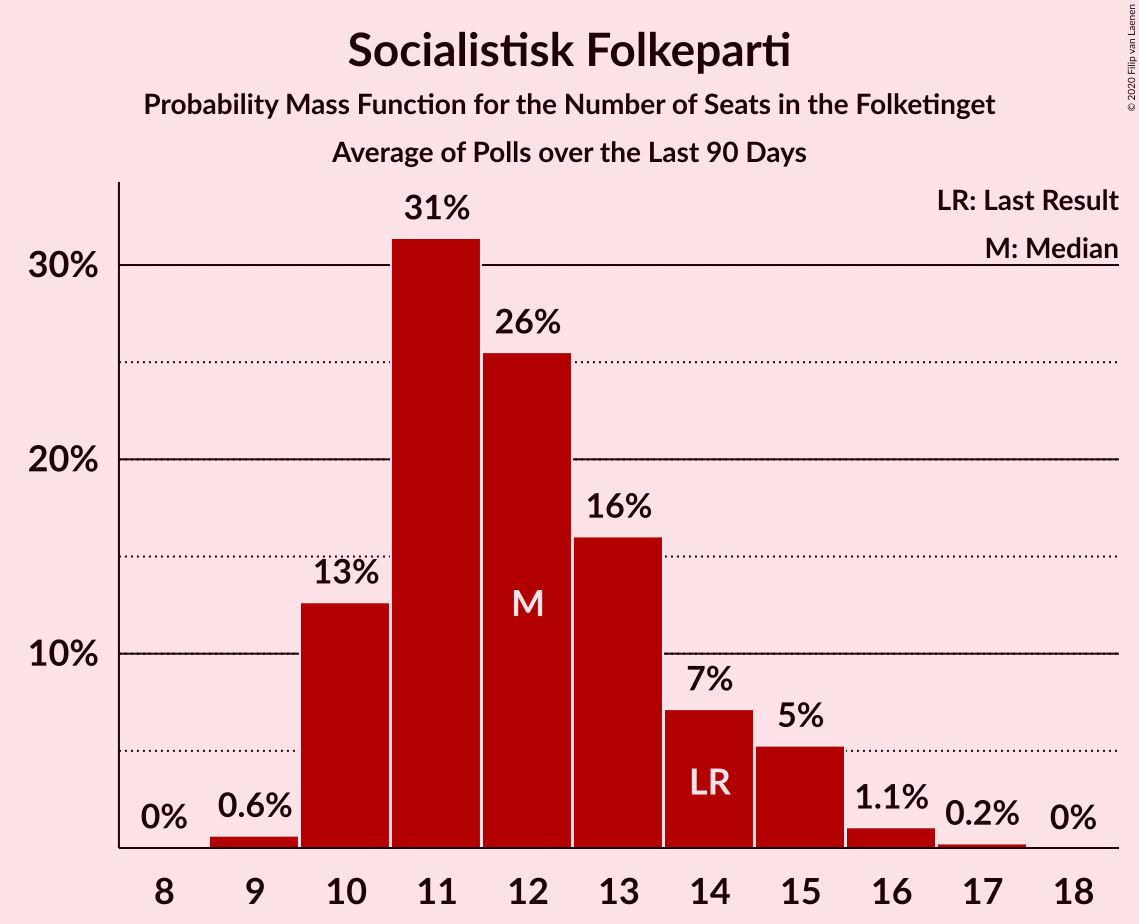 Socialistisk Folkeparti
Probability Mass Function for the Number of Seats in the Folketinget
Average of Polls over the Last 90 Days
© 2020 Filip van Laenen
LR: Last Result
M: Median
31%
30%
26%
20%
16%
13%
M
10%
7%
5%
LR
0%
0.6%
1.1%
0.2%
0%
8 9 10 11 12 13 14 15 16 17 18